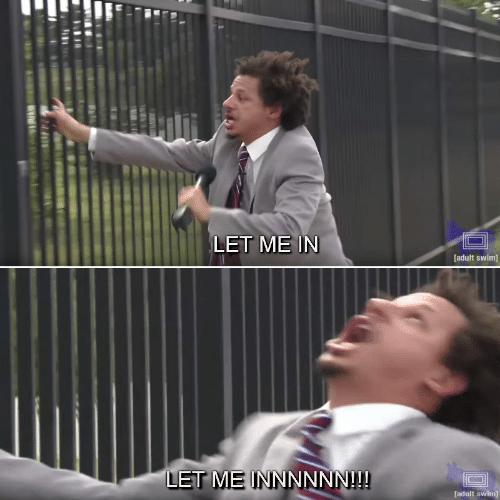 LET ME IN
[adult swim]
LET ME INNNNNN!!!
[adult swim]